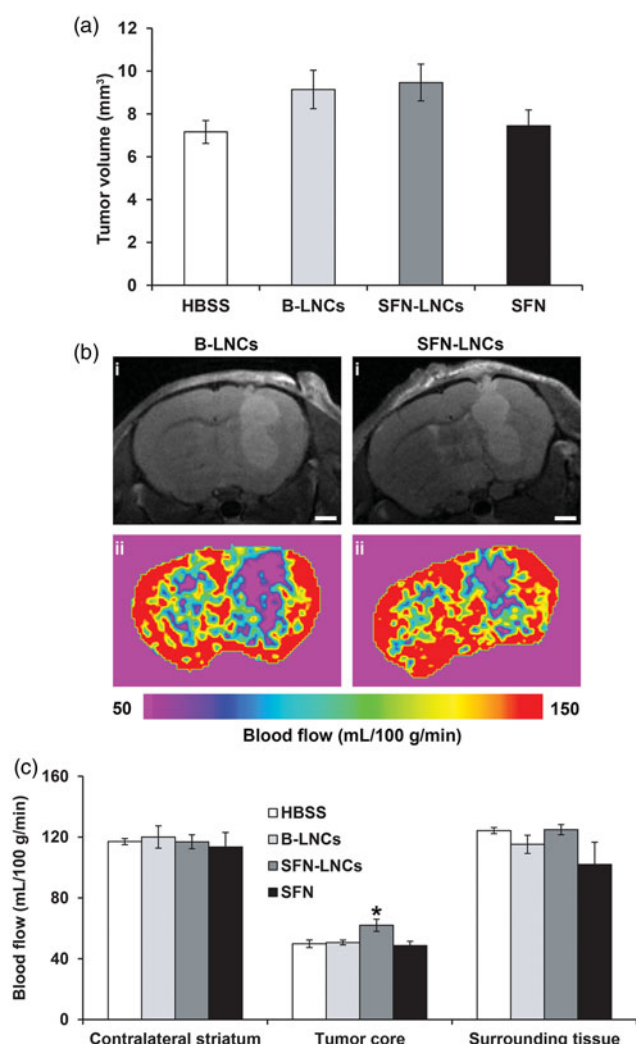 (a)
Tumor volume (mm³)
12
10
8
6
4
2
0
HBSS
B-LNCs
SFN-LNCs
SFN
(b)
B-LNCs
SFN-LNCs
i
i
ii
ii
50
150
Blood flow (mL/100 g/min)
(c)
Blood flow (mL/100 g/min)
160
120
80
40
0
HBSS
B-LNCs
SFN-LNCs
SFN
*
Contralateral striatum
Tumor core
Surrounding tissue